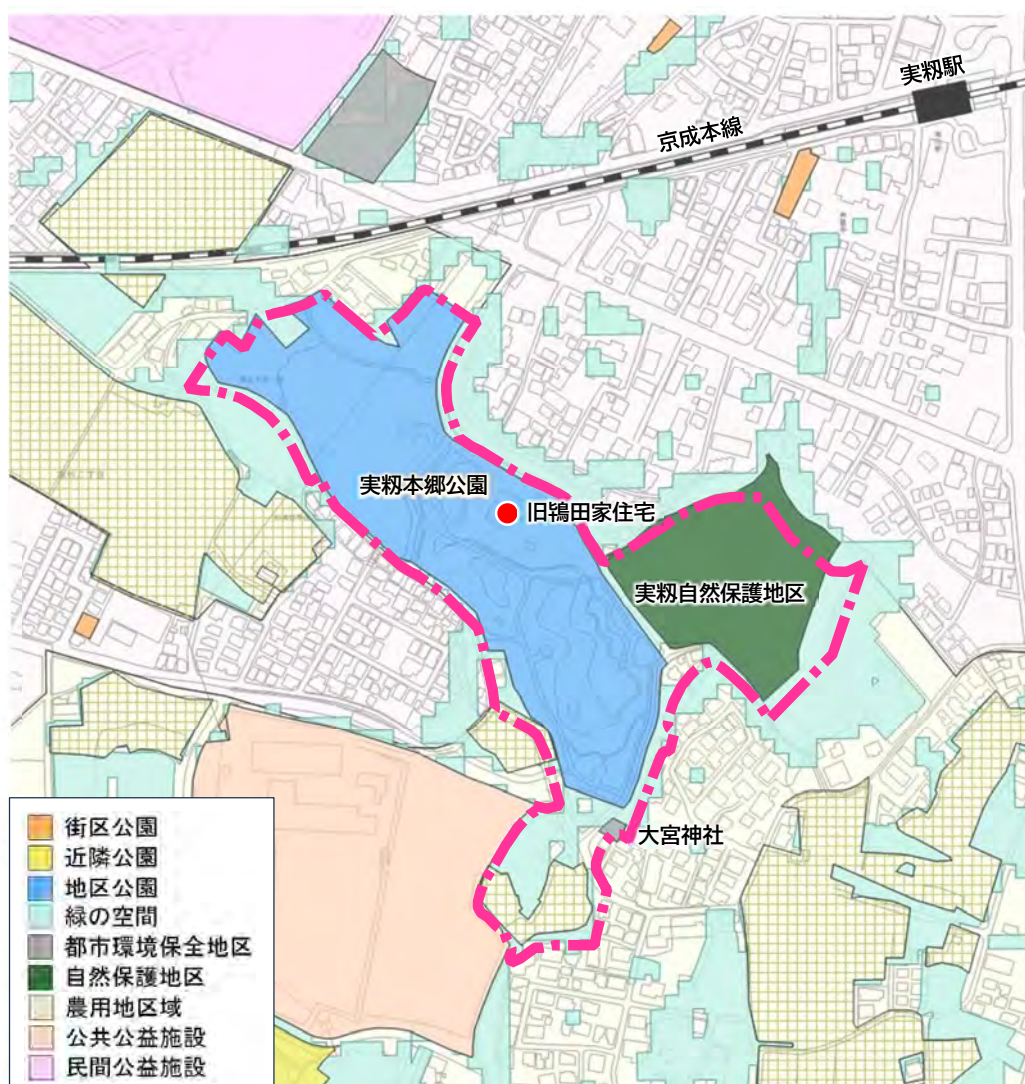 実籾駅
京成本線
実籾本郷公園
旧鴇田家住宅
実籾自然保護地区
大宮神社
街区公園
近隣公園
地区公園
緑の空間
都市環境保全地区
自然保護地区
農用地区域
公共公益施設
民間公益施設
P